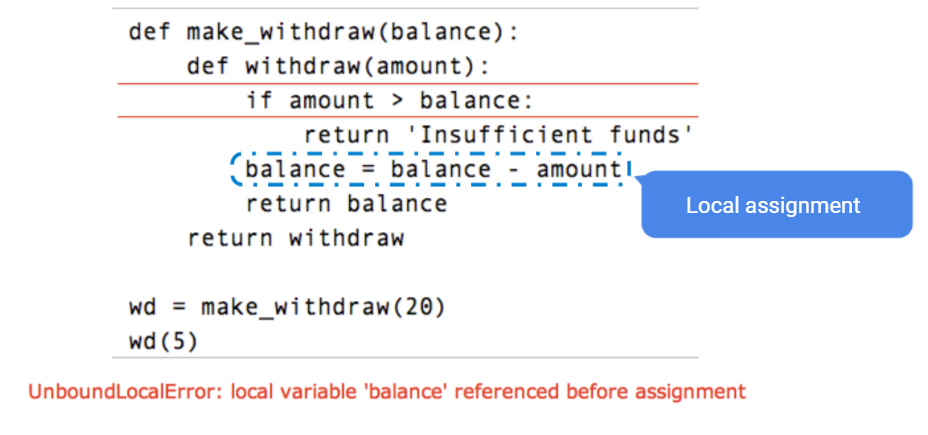 def make_withdraw(balance):
    def withdraw(amount):
        if amount > balance:
            return 'Insufficient funds'
        balance = balance - amount
Local assignment
        return balance
    return withdraw
wd = make_withdraw(20)
wd(5)
UnboundLocalError: local variable 'balance' referenced before assignment